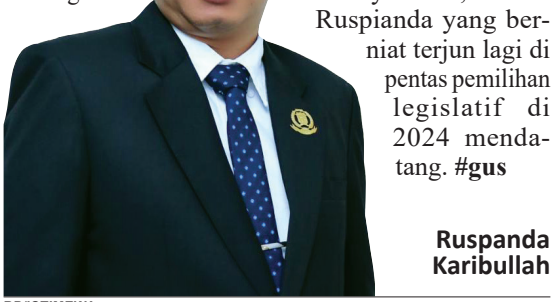 Ruspianda yang ber-
niat terjun lagi di
pentas pemilihan
legislatif di
2024 menda-
tang. #gus
Ruspanda
Karibullah